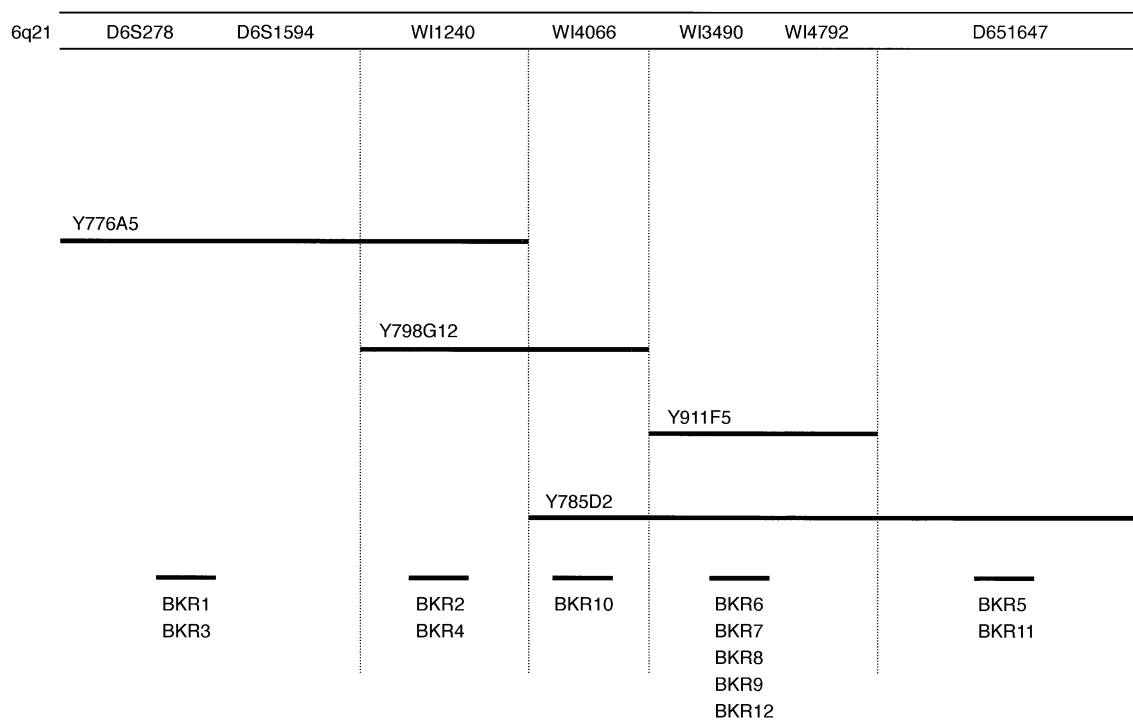 6q21 D6S278 D6S1594 WI1240 WI4066 WI3490 WI4792 D651647
Y776A5
Y798G12
Y911F5
Y785D2
BKR1 BKR2 BKR10 BKR6 BKR5
BKR3 BKR4 BKR7 BKR11
BKR8
BKR9
BKR12